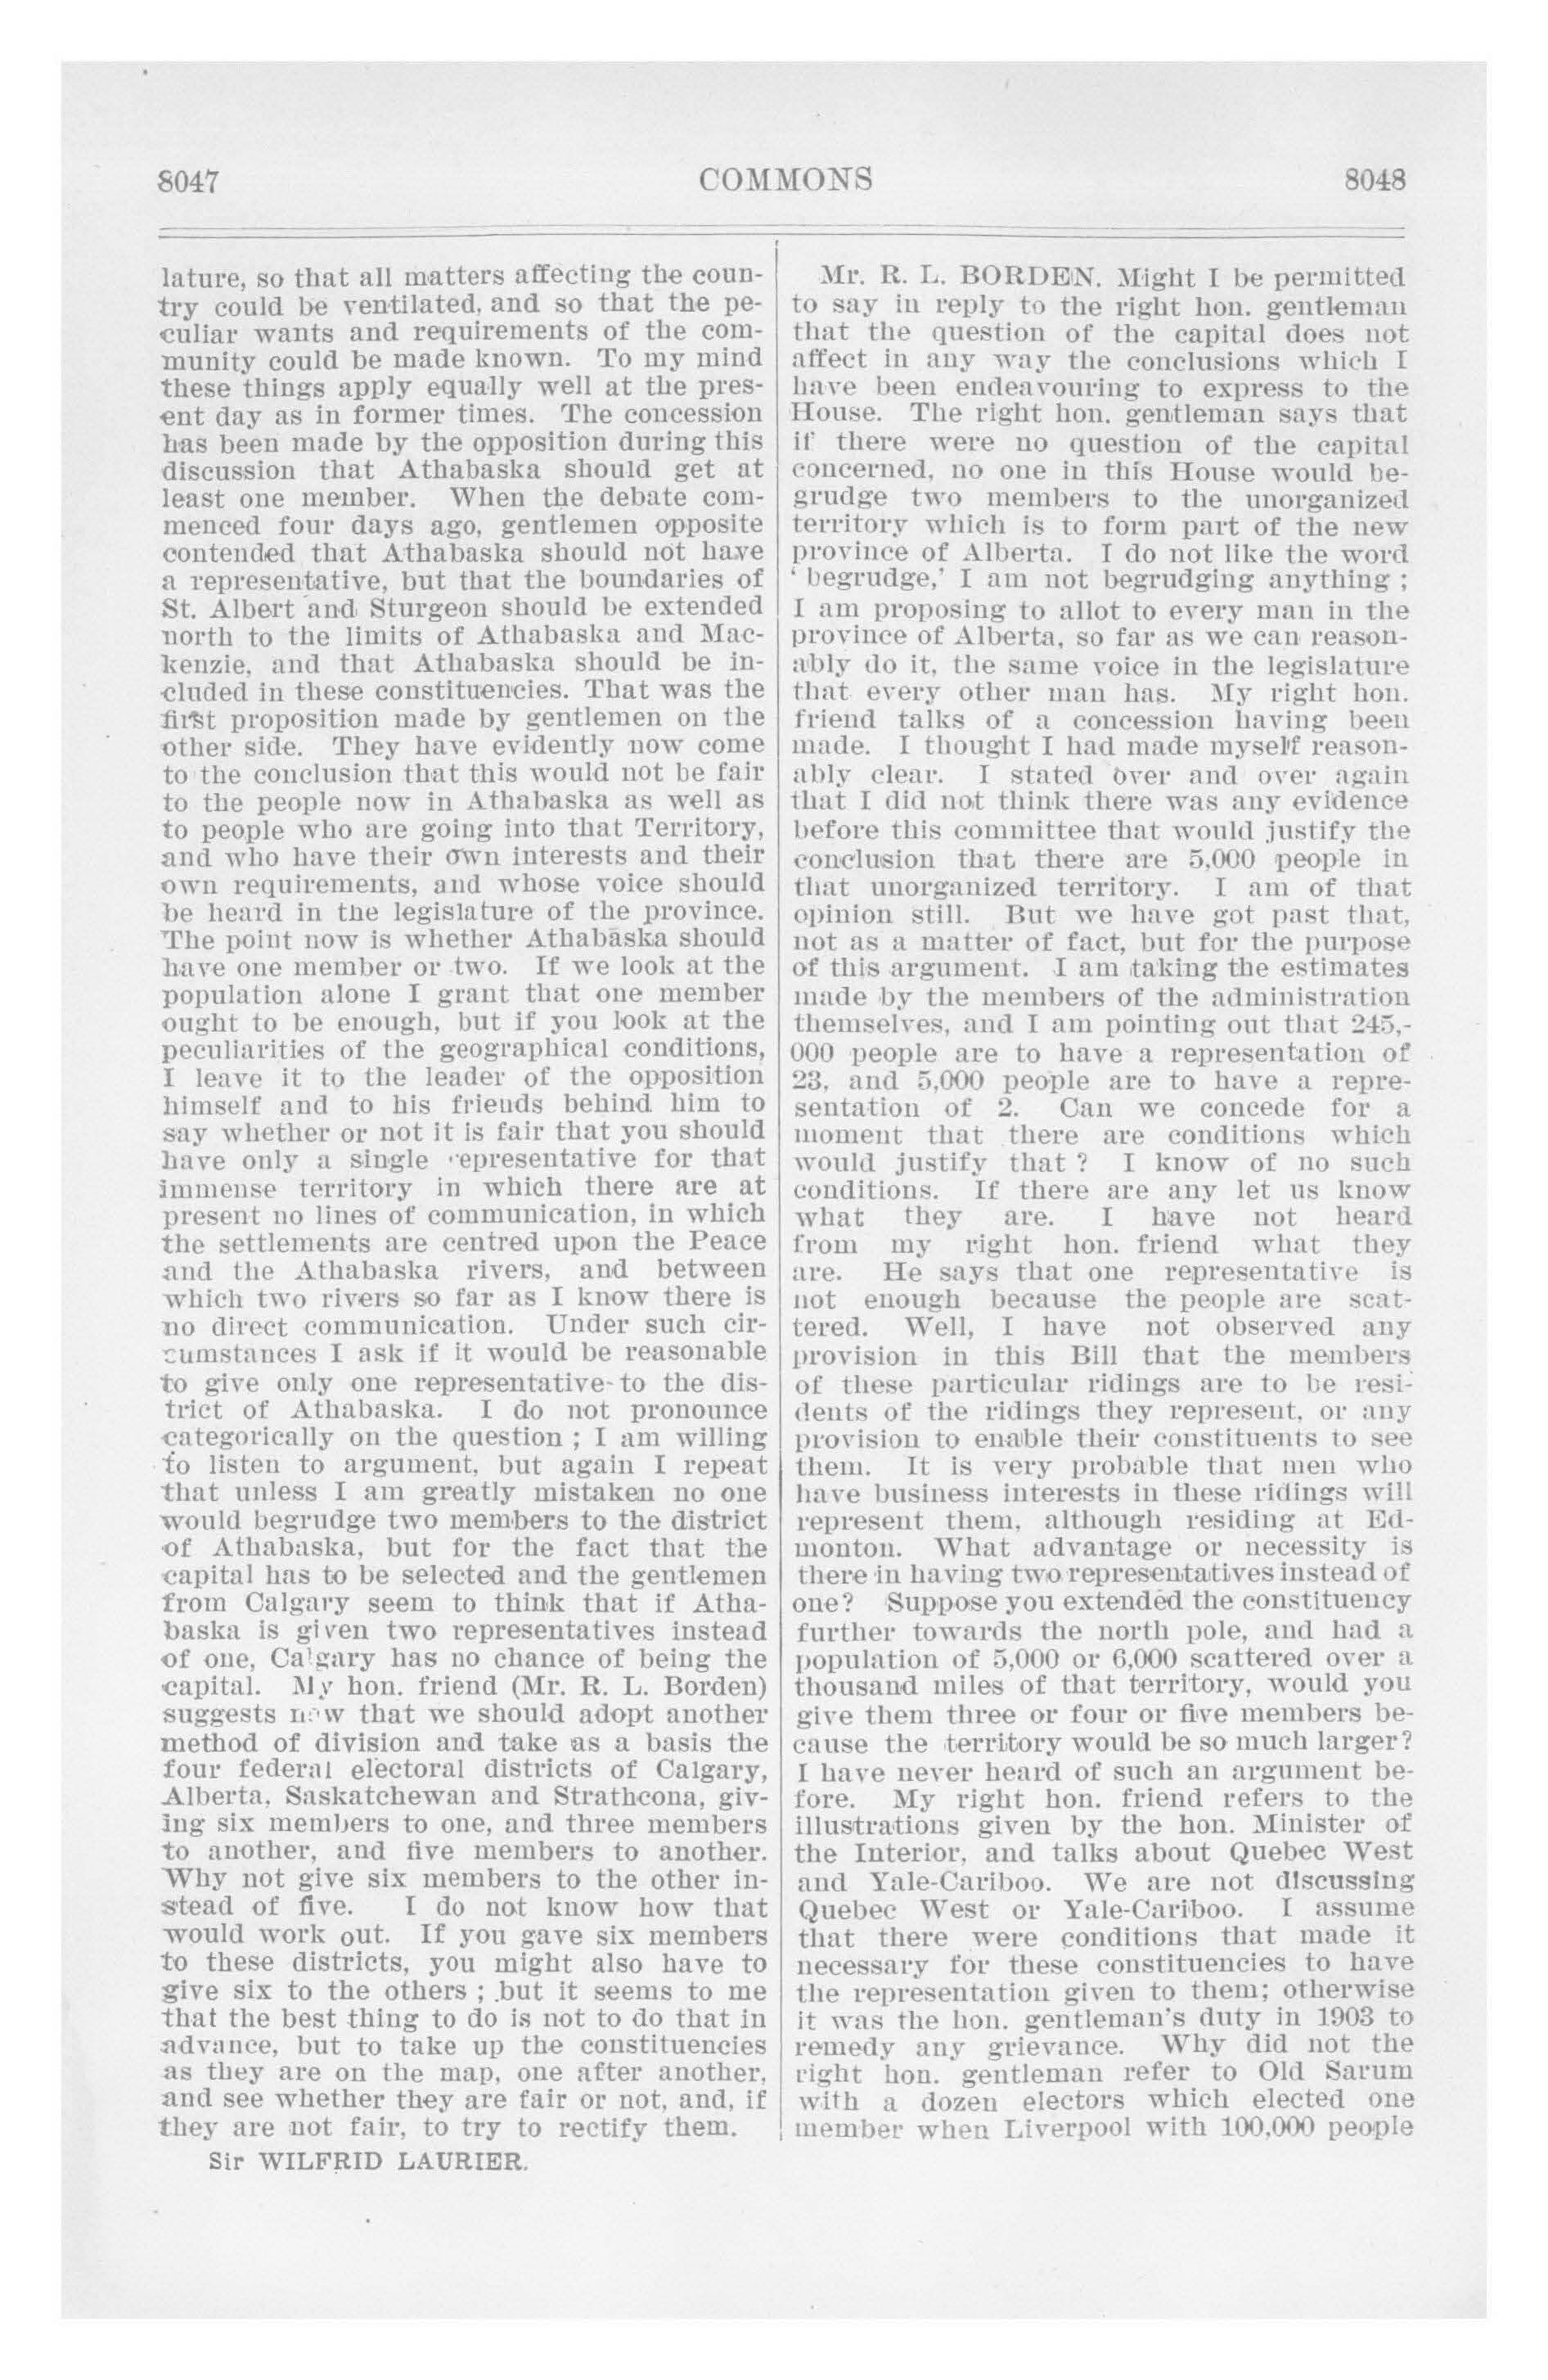 8047
COMMONS
8048
lature, so that all matters affecting the coun-
try could be ventilated, and so that the pe-
culiar wants and requirements of the com-
munity could be made known. To my mind
these things apply equally well at the pres-
ent day as in former times. The concession
has been made by the opposition during this
discussion that Athabaska should get at
least one member. When the debate com-
menced four days ago, gentlemen opposite
contended that Athabaska should not have
a representative, but that the boundaries of
St. Albert and Sturgeon should be extended
north to the limits of Athabaska and Mac-
kenzie, and that Athabaska should be in-
cluded in these constituencies. That was the
first proposition made by gentlemen on the
other side. They have evidently now come
to the conclusion that this would not be fair
to the people now in Athabaska as well as
to people who are going into that Territory,
and who have their own interests and their
own requirements, and whose voice should
be heard in the legislature of the province.
The point now is whether Athabaska should
have one member or two. If we look at the
population alone I grant that one member
ought to be enough, but if you look at the
peculiarities of the geographical conditions,
I leave it to the leader of the opposition
himself and to his friends behind him to
say whether or not it is fair that you should
have only a single representative for that
immense territory in which there are at
present no lines of communication, in which
the settlements are centred upon the Peace
and the Athabaska rivers, and between
which two rivers so far as I know there is
no direct communication. Under such cir-
cumstances I ask if it would be reasonable
to give only one representative to the dis-
trict of Athabaska. I do not pronounce
categorically on the question ; I am willing
to listen to argument, but again I repeat
that unless I am greatly mistaken no one
would begrudge two members to the district
of Athabaska, but for the fact that the
capital has to be selected and the gentlemen
from Calgary seem to think that if Atha-
baska is given two representatives instead
of one, Calgary has no chance of being the
capital. My hon. friend (Mr. R. L. Borden)
suggests now that we should adopt another
method of division and take as a basis the
four federal electoral districts of Calgary,
Alberta, Saskatchewan and Strathcona, giv-
ing six members to one, and three members
to another, and five members to another.
Why not give six members to the other in-
stead of five. I do not know how that
would work out. If you gave six members
to these districts, you might also have to
give six to the others ; but it seems to me
that the best thing to do is not to do that in
advance, but to take up the constituencies
as they are on the map, one after another,
and see whether they are fair or not, and, if
they are not fair, to try to rectify them.
Sir WILFRID LAURIER.
Mr. R. L. BORDEN. Might I be permitted
to say in reply to the right hon. gentleman
that the question of the capital does not
affect in any way the conclusions which I
have been endeavouring to express to the
House. The right hon. gentleman says that
if there were no question of the capital
concerned, no one in this House would be-
grudge two members to the unorganized
territory which is to form part of the new
province of Alberta. I do not like the word
' begrudge,' I am not begrudging anything ;
I am proposing to allot to every man in the
province of Alberta, so far as we can reason-
ably do it, the same voice in the legislature
that every other man has. My right hon.
friend talks of a concession having been
made. I thought I had made myself reason-
ably clear. I stated over and over again
that I did not think there was any evidence
before this committee that would justify the
conclusion that there are 5,000 people in
that unorganized territory. I am of that
opinion still. But we have got past that,
not as a matter of fact, but for the purpose
of this argument. I am taking the estimates
made by the members of the administration
themselves, and I am pointing out that 245,-
000 people are to have a representation of
23, and 5,000 people are to have a repre-
sentation of 2. Can we concede for a
moment that there are conditions which
would justify that ? I know of no such
conditions. If there are any let us know
what they are. I have not heard
from my right hon. friend what they
are. He says that one representative is
not enough because the people are scat-
tered. Well, I have not observed any
provision in this Bill that the members
of these particular ridings are to be resi-
dents of the ridings they represent, or any
provision to enable their constituents to see
them. It is very probable that men who
have business interests in these ridings will
represent them, although residing at Ed-
monton. What advantage or necessity is
there in having two representatives instead of
one? Suppose you extended the constituency
further towards the north pole, and had a
population of 5,000 or 6,000 scattered over a
thousand miles of that territory, would you
give them three or four or five members be-
cause the territory would be so much larger?
I have never heard of such an argument be-
fore. My right hon. friend refers to the
illustrations given by the hon. Minister of
the Interior, and talks about Quebec West
and Yale-Cariboo. We are not discussing
Quebec West or Yale-Cariboo. I assume
that there were conditions that made it
necessary for these constituencies to have
the representation given to them; otherwise
it was the hon. gentleman's duty in 1903 to
remedy any grievance. Why did not the
right hon. gentleman refer to Old Sarum
with a dozen electors which elected one
member when Liverpool with 100,000 people